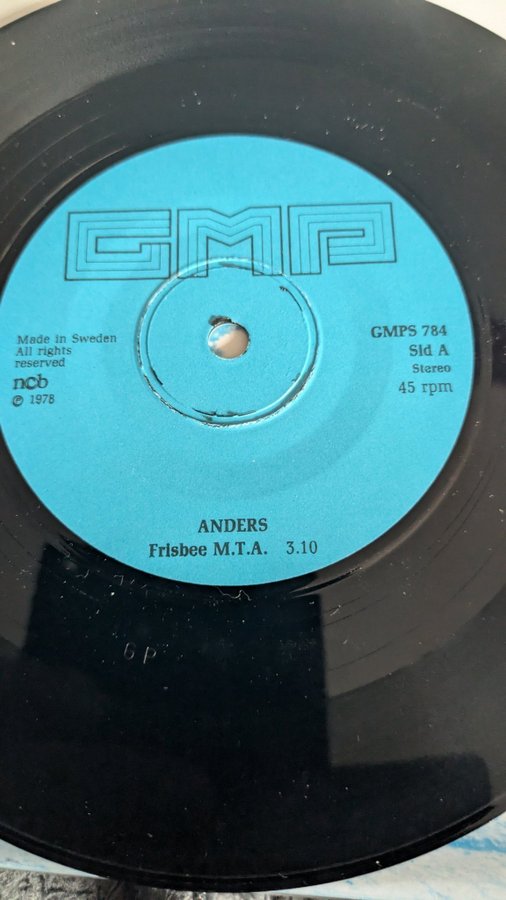 GMP
Made in Sweden
All rights
reserved
ncb
℗ 1978
GMPS 784
Sid A
Stereo
45 rpm
ANDERS
Frisbee M.T.A. 3.10
GP